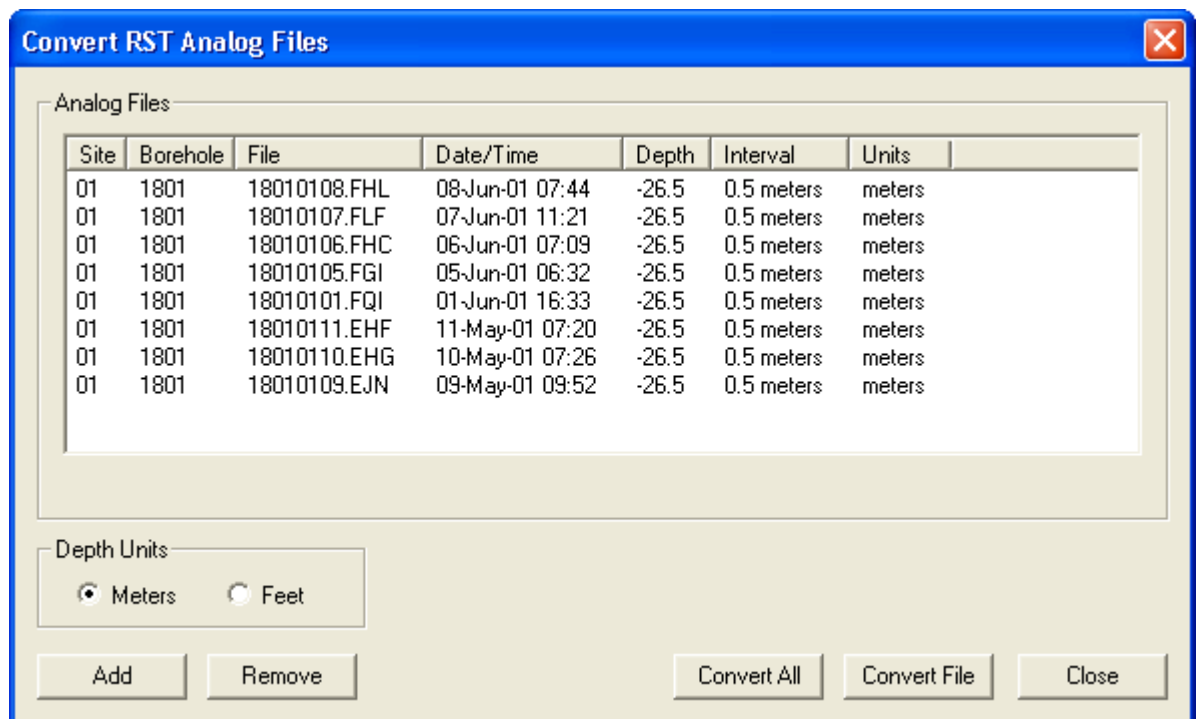 Convert RST Analog Files
Analog Files
Site Borehole File Date/Time Depth Interval Units
01 1801 18010108.FHL 08-Jun-01 07:44 -26.5 0.5 meters meters
01 1801 18010107.FLF 07-Jun-01 11:21 -26.5 0.5 meters meters
01 1801 18010106.FHC 06-Jun-01 07:09 -26.5 0.5 meters meters
01 1801 18010105.FGI 05-Jun-01 06:32 -26.5 0.5 meters meters
01 1801 18010101.FQI 01-Jun-01 16:33 -26.5 0.5 meters meters
01 1801 18010111.EHF 11-May-01 07:20 -26.5 0.5 meters meters
01 1801 18010110.EHG 10-May-01 07:26 -26.5 0.5 meters meters
01 1801 18010109.EJN 09-May-01 09:52 -26.5 0.5 meters meters
Depth Units
Meters Feet
Add Remove Convert All Convert File Close